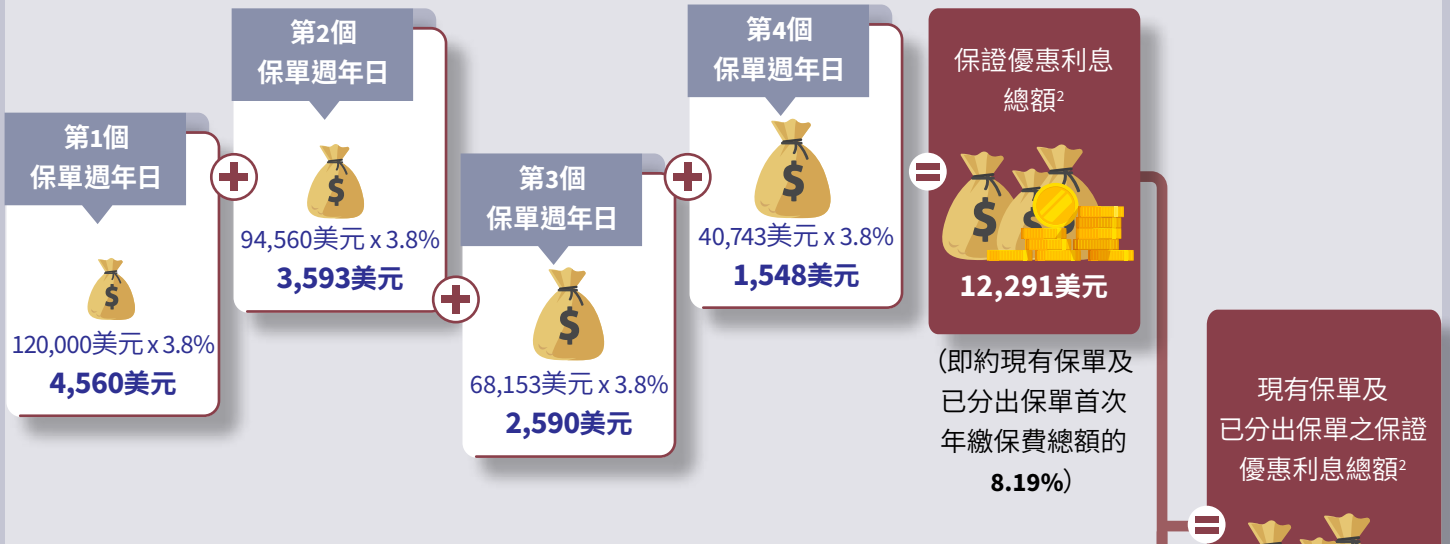 第1個
保單週年日
$
120,000美元 x 3.8%
4,560美元
第2個
保單週年日
$
94,560美元 x 3.8%
3,593美元
第3個
保單週年日
$
68,153美元 x 3.8%
2,590美元
第4個
保單週年日
$
40,743美元 x 3.8%
1,548美元
保證優惠利息
總額2
$ $ $
12,291美元
(即約現有保單及
已分出保單首次
年繳保費總額的
8.19%)
現有保單及
已分出保單之保證
優惠利息總額2